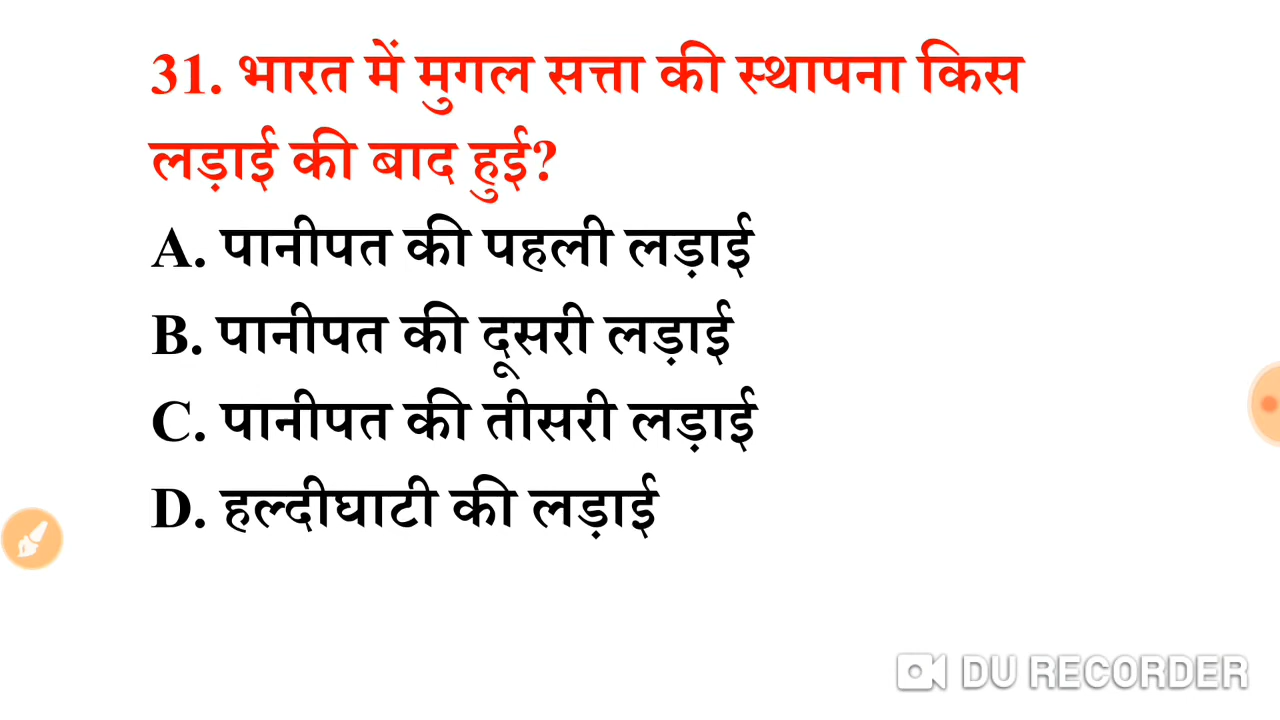 31. भारत में मुगल सत्ता की स्थापना किस
लड़ाई की बाद हुई?
A. पानीपत की पहली लड़ाई
B. पानीपत की दूसरी लड़ाई
C. पानीपत की तीसरी लड़ाई
D. हल्दीघाटी की लड़ाई
DU RECORDER